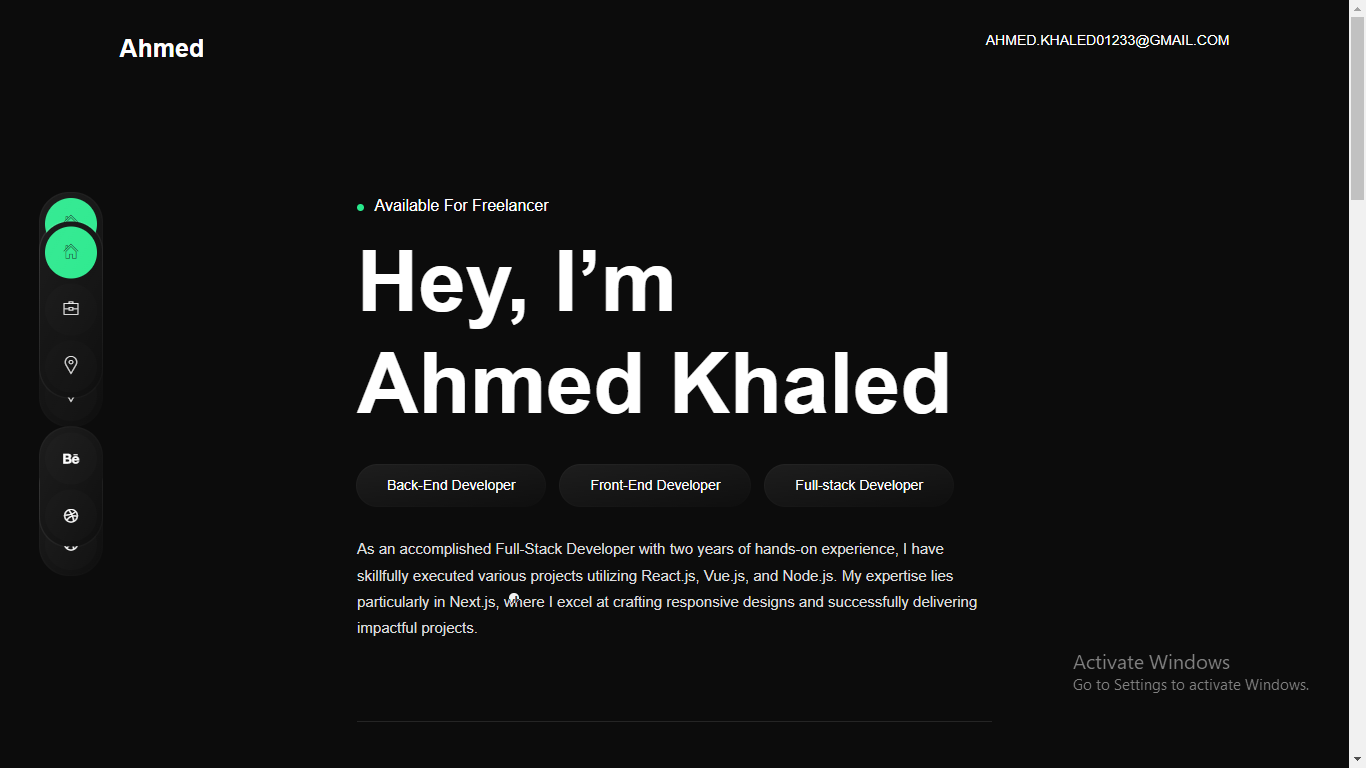 Ahmed
AHMED.KHALED01233@GMAIL.COM
Available For Freelancer
Hey, I’m
Ahmed Khaled
Back-End Developer
Front-End Developer
Full-stack Developer
As an accomplished Full-Stack Developer with two years of hands-on experience, I have
skillfully executed various projects utilizing React.js, Vue.js, and Node.js. My expertise lies
particularly in Next.js, where I excel at crafting responsive designs and successfully delivering
impactful projects.
Bē
Activate Windows
Go to Settings to activate Windows.